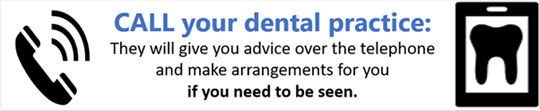 CALL your dental practice:
They will give you advice over the telephone
and make arrangements for you
if you need to be seen.